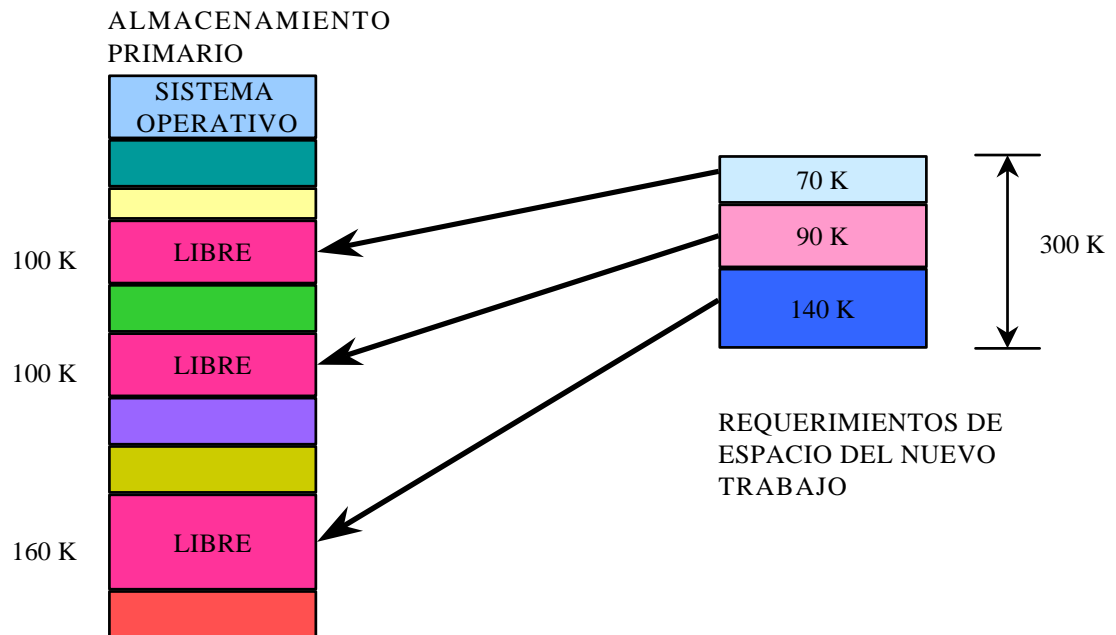 ALMACENAMIENTO
PRIMARIO
SISTEMA
OPERATIVO
70 K
90 K
140 K
300 K
100 K
LIBRE
100 K
LIBRE
160 K
LIBRE
REQUERIMIENTOS DE
ESPACIO DEL NUEVO
TRABAJO